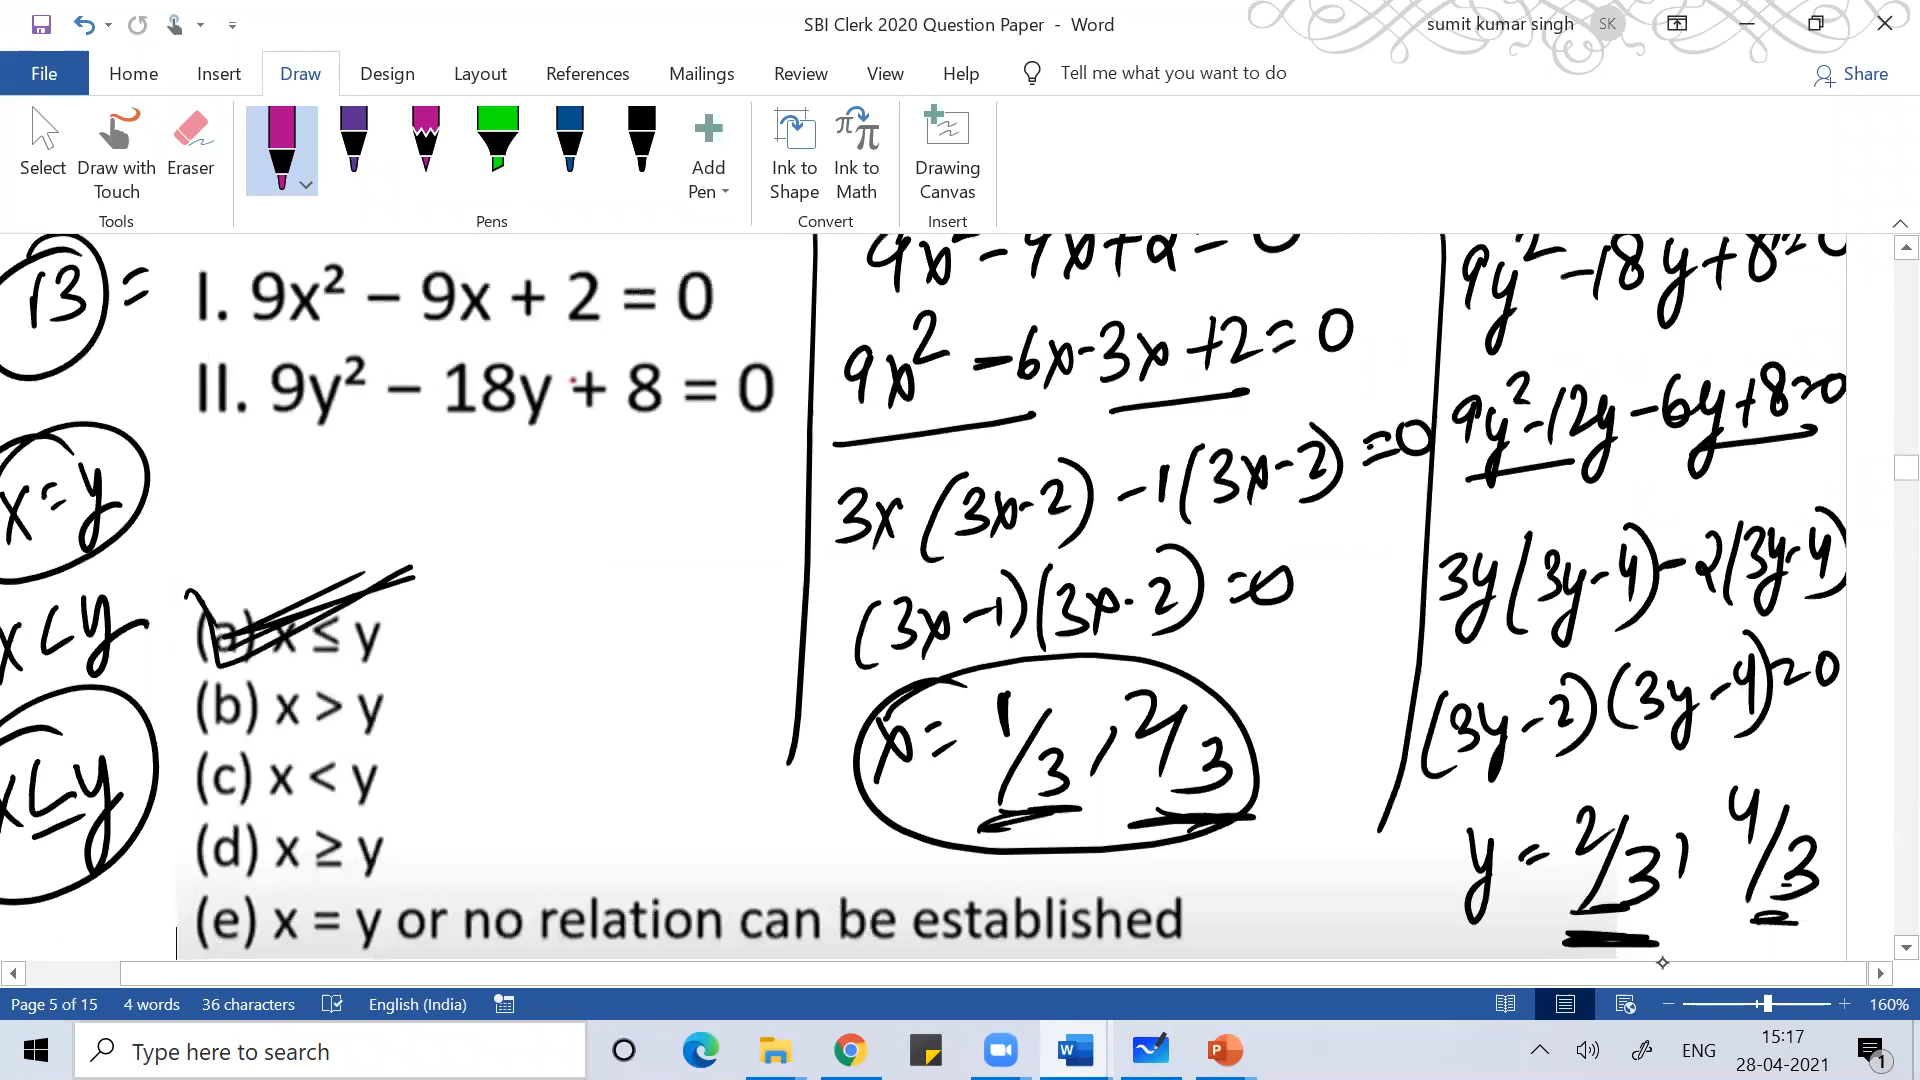 SBI Clerk 2020 Question Paper - Word
sumit kumar singh
SK
File
Home
Insert
Draw
Design
Layout
References
Mailings
Review
View
Help
Tell me what you want to do
Share
Select
Draw with Touch
Eraser
Add Pen
Ink to Shape
Ink to Math
Drawing Canvas
Tools
Pens
Convert
Insert
13 =
I. 9x² − 9x + 2 = 0
II. 9y² − 18y + 8 = 0
x = y
x < y
x ≤ y
(a) x ≤ y
(b) x > y
(c) x < y
(d) x ≥ y
(e) x = y or no relation can be established
9x² - 6x - 3x + 2 = 0
3x (3x - 2) - 1 (3x - 2) = 0
(3x - 1)(3x - 2) = 0
x = 1/3, 2/3
9y² - 18y + 8 = 0
9y² - 12y - 6y + 8 = 0
3y (3y - 4) - 2 (3y - 4)
(3y - 2)(3y - 4) = 0
y = 2/3, 4/3
Page 5 of 15
4 words
36 characters
English (India)
160%
Type here to search
ENG
15:17
28-04-2021
1